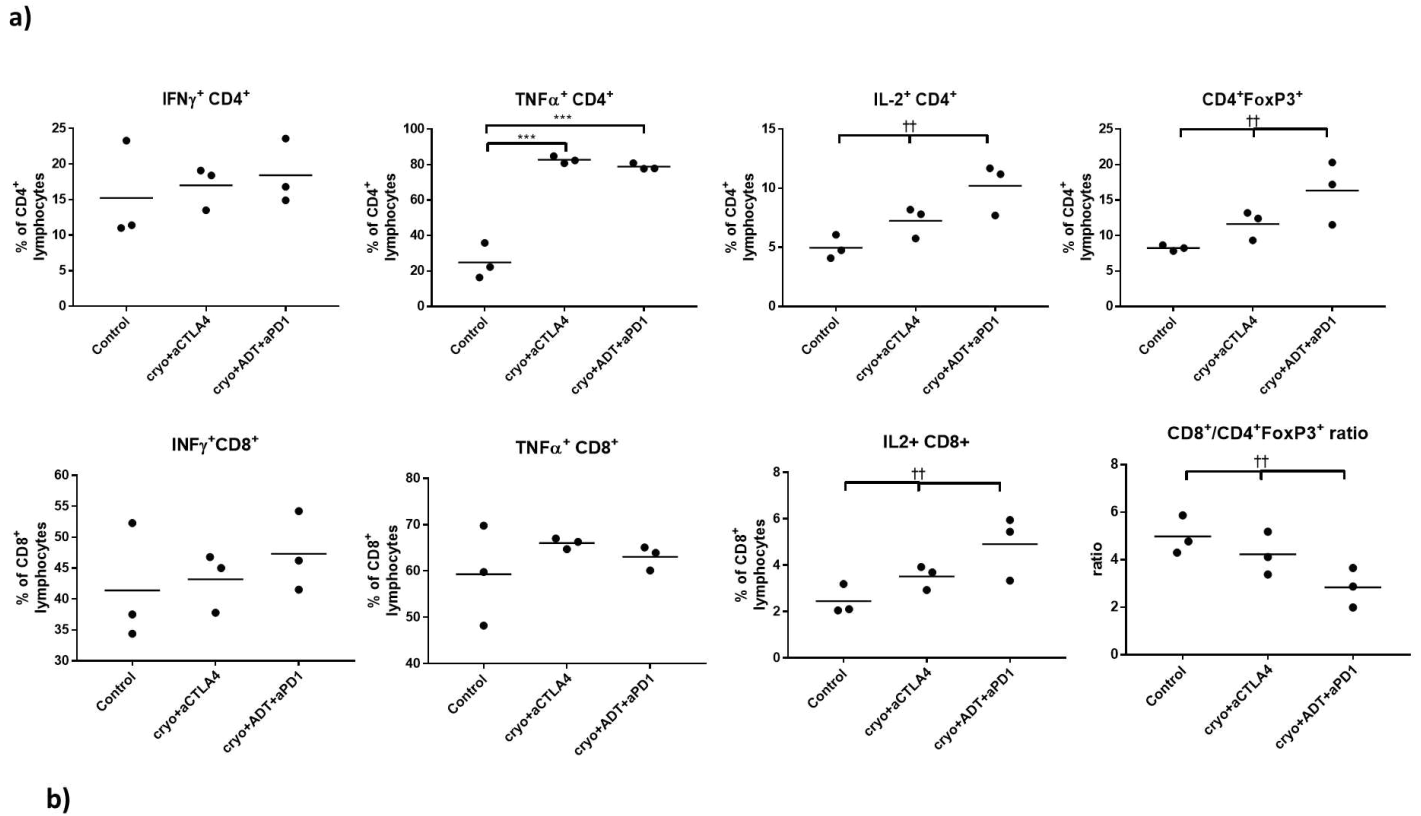 a)
IFNγ⁺ CD4⁺
25
20
15
10
5
0
% of CD4⁺
lymphocytes
Control
cryo+aCTLA4
cryo+ADT+aPD1
TNFα⁺ CD4⁺
***
***
100
80
60
40
20
0
% of CD4⁺
lymphocytes
Control
cryo+aCTLA4
cryo+ADT+aPD1
IL-2⁺ CD4⁺
††
15
10
5
0
% of CD4⁺
lymphocytes
Control
cryo+aCTLA4
cryo+ADT+aPD1
CD4⁺FoxP3⁺
††
25
20
15
10
5
0
% of CD4⁺
lymphocytes
Control
cryo+aCTLA4
cryo+ADT+aPD1
INFγ⁺CD8⁺
60
55
50
45
40
35
30
% of CD8⁺
lymphocytes
Control
cryo+aCTLA4
cryo+ADT+aPD1
TNFα⁺ CD8⁺
80
70
60
50
40
% of CD8⁺
lymphocytes
Control
cryo+aCTLA4
cryo+ADT+aPD1
IL2+ CD8+
††
8
6
4
2
0
% of CD8⁺
lymphocytes
Control
cryo+aCTLA4
cryo+ADT+aPD1
CD8⁺/CD4⁺FoxP3⁺ ratio
††
8
6
4
2
0
ratio
Control
cryo+aCTLA4
cryo+ADT+aPD1
b)